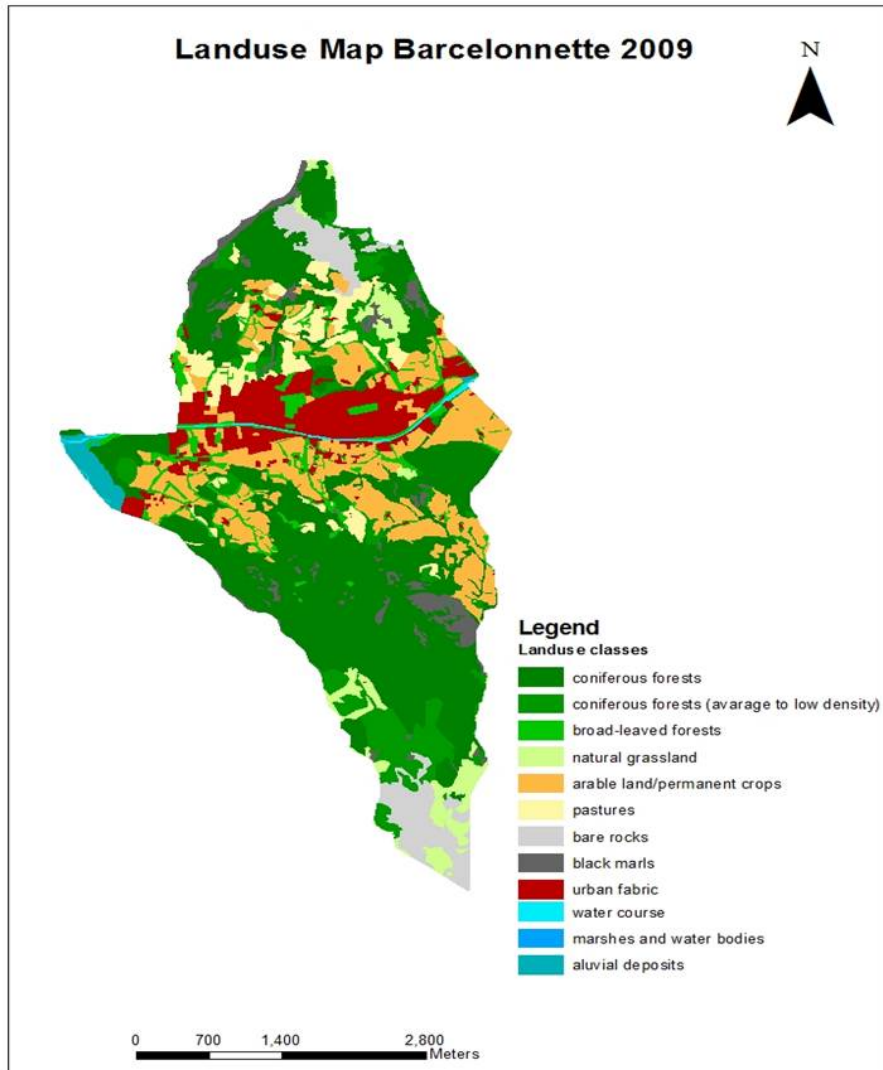 Landuse Map Barcelonnette 2009
N
Legend
Landuse classes
coniferous forests
coniferous forests (avarage to low density)
broad-leaved forests
natural grassland
arable land/permanent crops
pastures
bare rocks
black marls
urban fabric
water course
marshes and water bodies
aluvial deposits
0 700 1,400 2,800
Meters